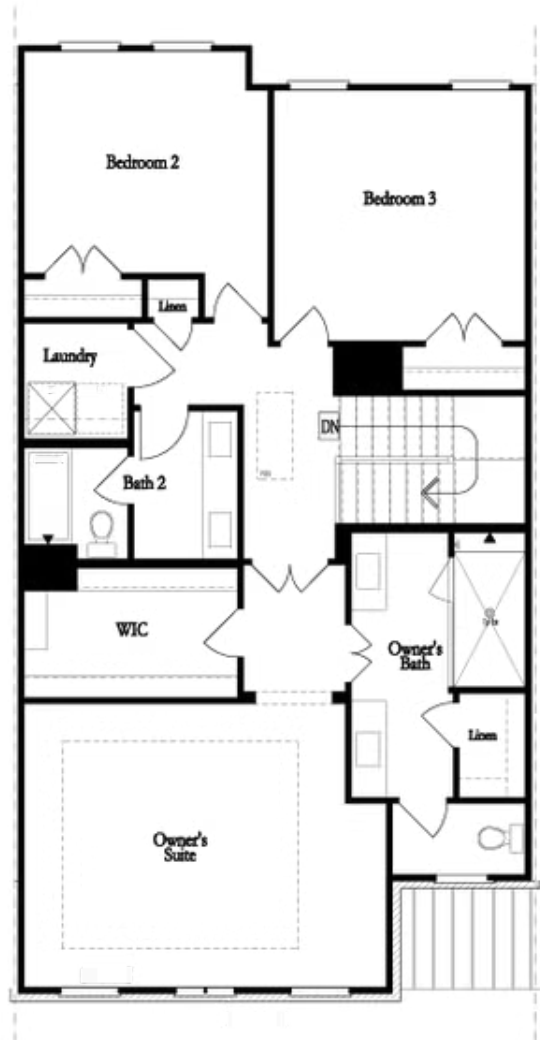 Bedroom 2
Bedroom 3
Linen
Laundry
DN
Bath 2
WIC
Owner's
Bath
Linen
Owner's
Suite